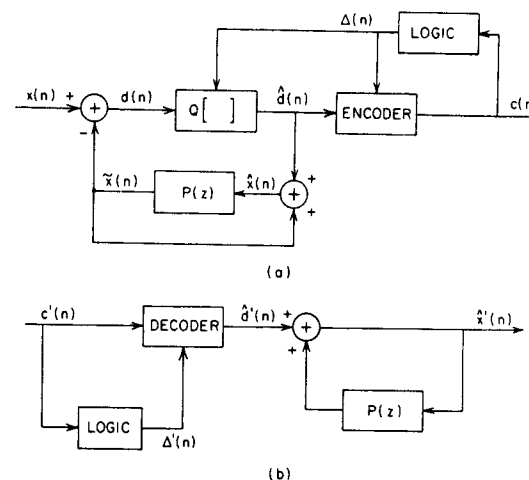 Δ(n)
LOGIC
x(n) +
+
d(n)
Q[ ]
d̂(n)
ENCODER
c(n
–
x̃(n)
P(z)
x̂(n)
+
+
+
(a)
c'(n)
DECODER
d̂'(n)
+
+
x̂'(n)
+
LOGIC
Δ'(n)
P(z)
(b)